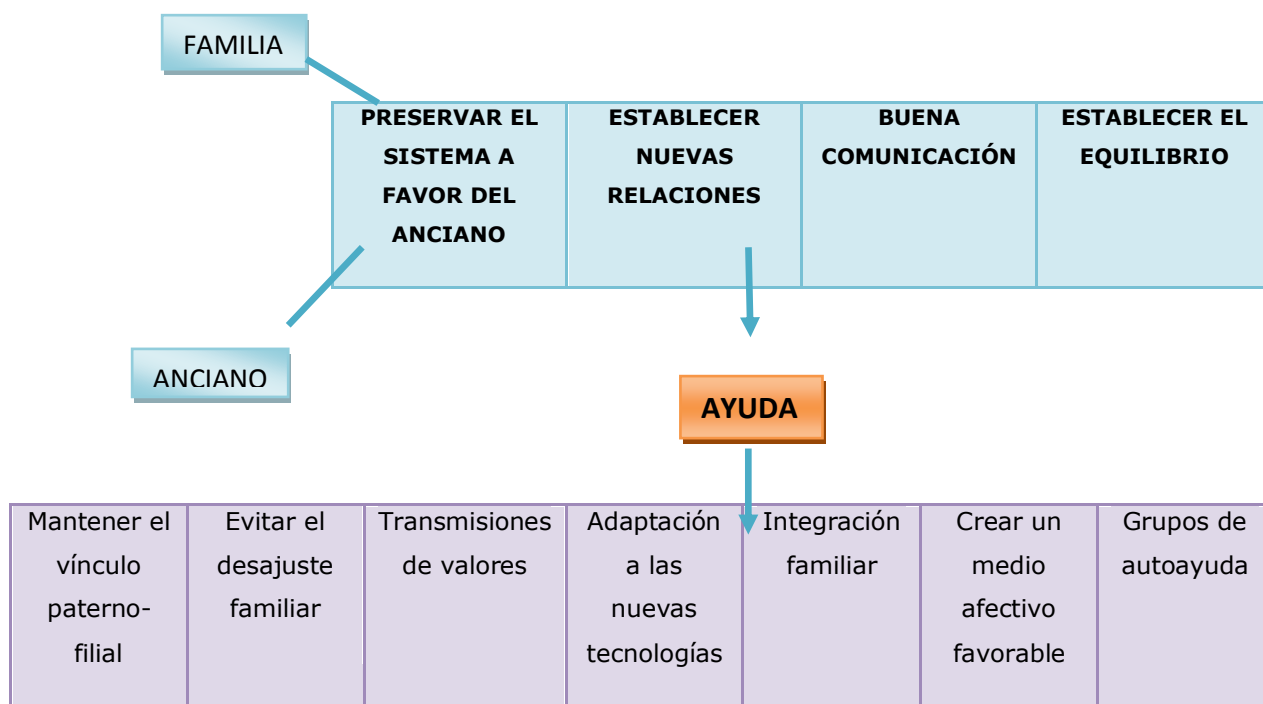 FAMILIA
PRESERVAR EL
SISTEMA A
FAVOR DEL
ANCIANO
ESTABLECER
NUEVAS
RELACIONES
BUENA
COMUNICACIÓN
ESTABLECER EL
EQUILIBRIO
ANCIANO
AYUDA
Mantener el
vínculo
paterno-
filial
Evitar el
desajuste
familiar
Transmisiones
de valores
Adaptación
a las
nuevas
tecnologías
Integración
familiar
Crear un
medio
afectivo
favorable
Grupos de
autoayuda